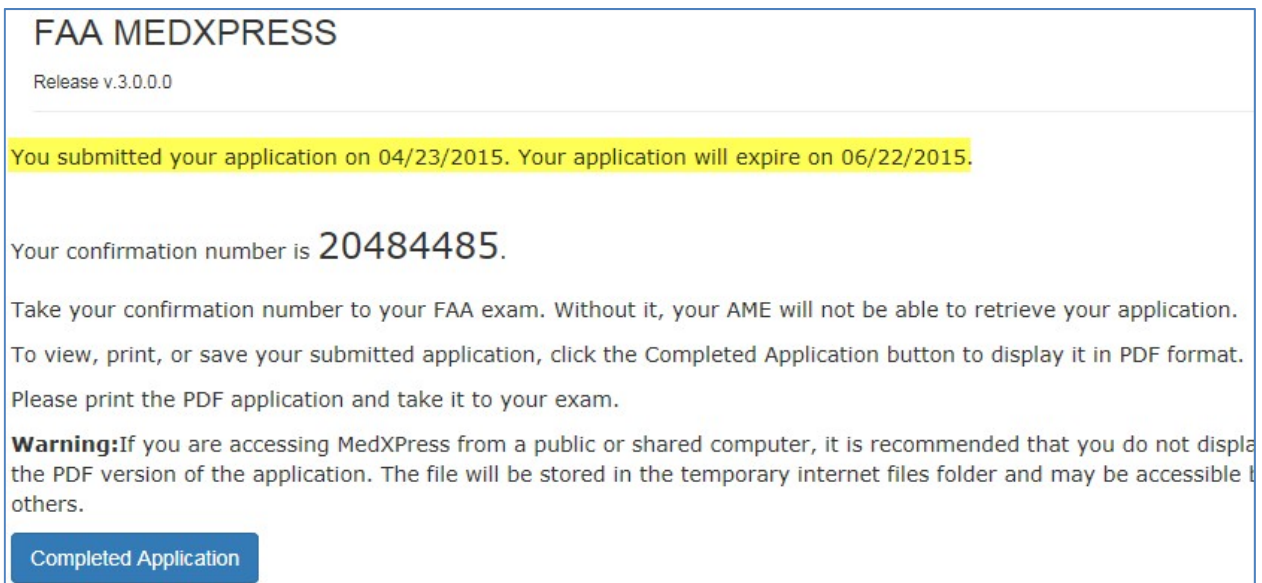 FAA MEDXPRESS
Release v.3.0.0.0
You submitted your application on 04/23/2015. Your application will expire on 06/22/2015.
Your confirmation number is 20484485.
Take your confirmation number to your FAA exam. Without it, your AME will not be able to retrieve your application.
To view, print, or save your submitted application, click the Completed Application button to display it in PDF format.
Please print the PDF application and take it to your exam.
Warning:If you are accessing MedXPress from a public or shared computer, it is recommended that you do not displa
the PDF version of the application. The file will be stored in the temporary internet files folder and may be accessible
others.
Completed Application